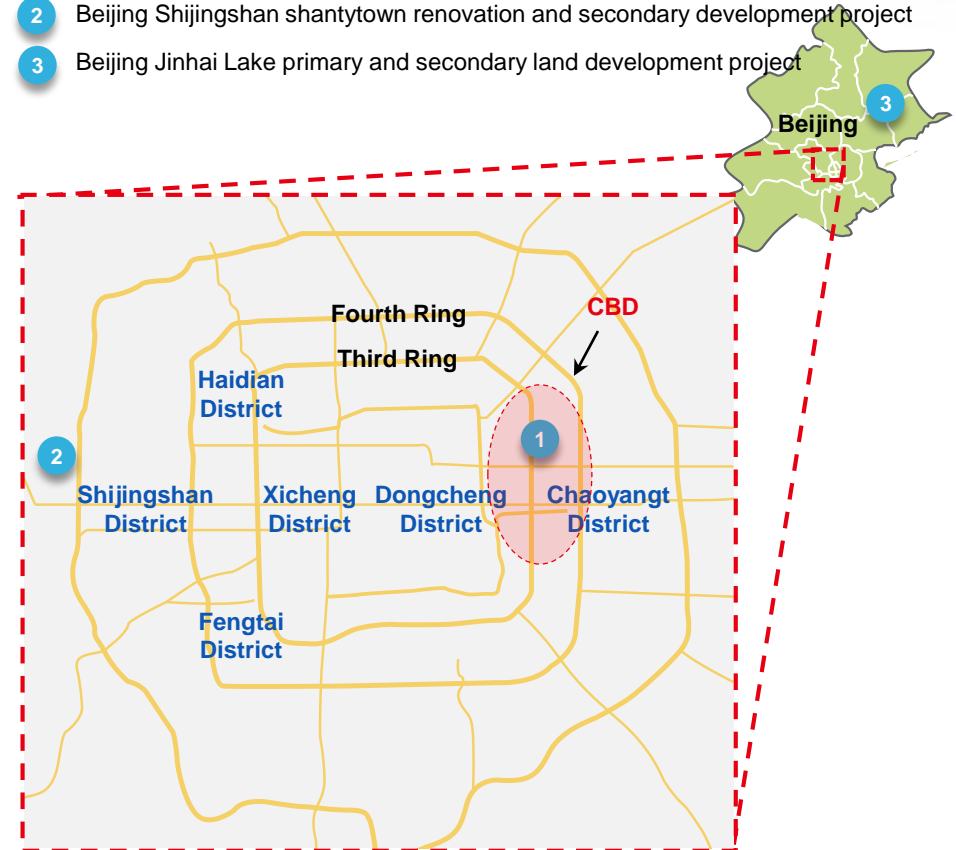 2 Beijing Shijingshan shantytown renovation and secondary development project
3 Beijing Jinhai Lake primary and secondary land development project
3
Beijing
CBD
Fourth Ring
Third Ring
Haidian
District
1
2
Shijingshan
District
Xicheng
District
Dongcheng
District
Chaoyangt
District
Fengtai
District